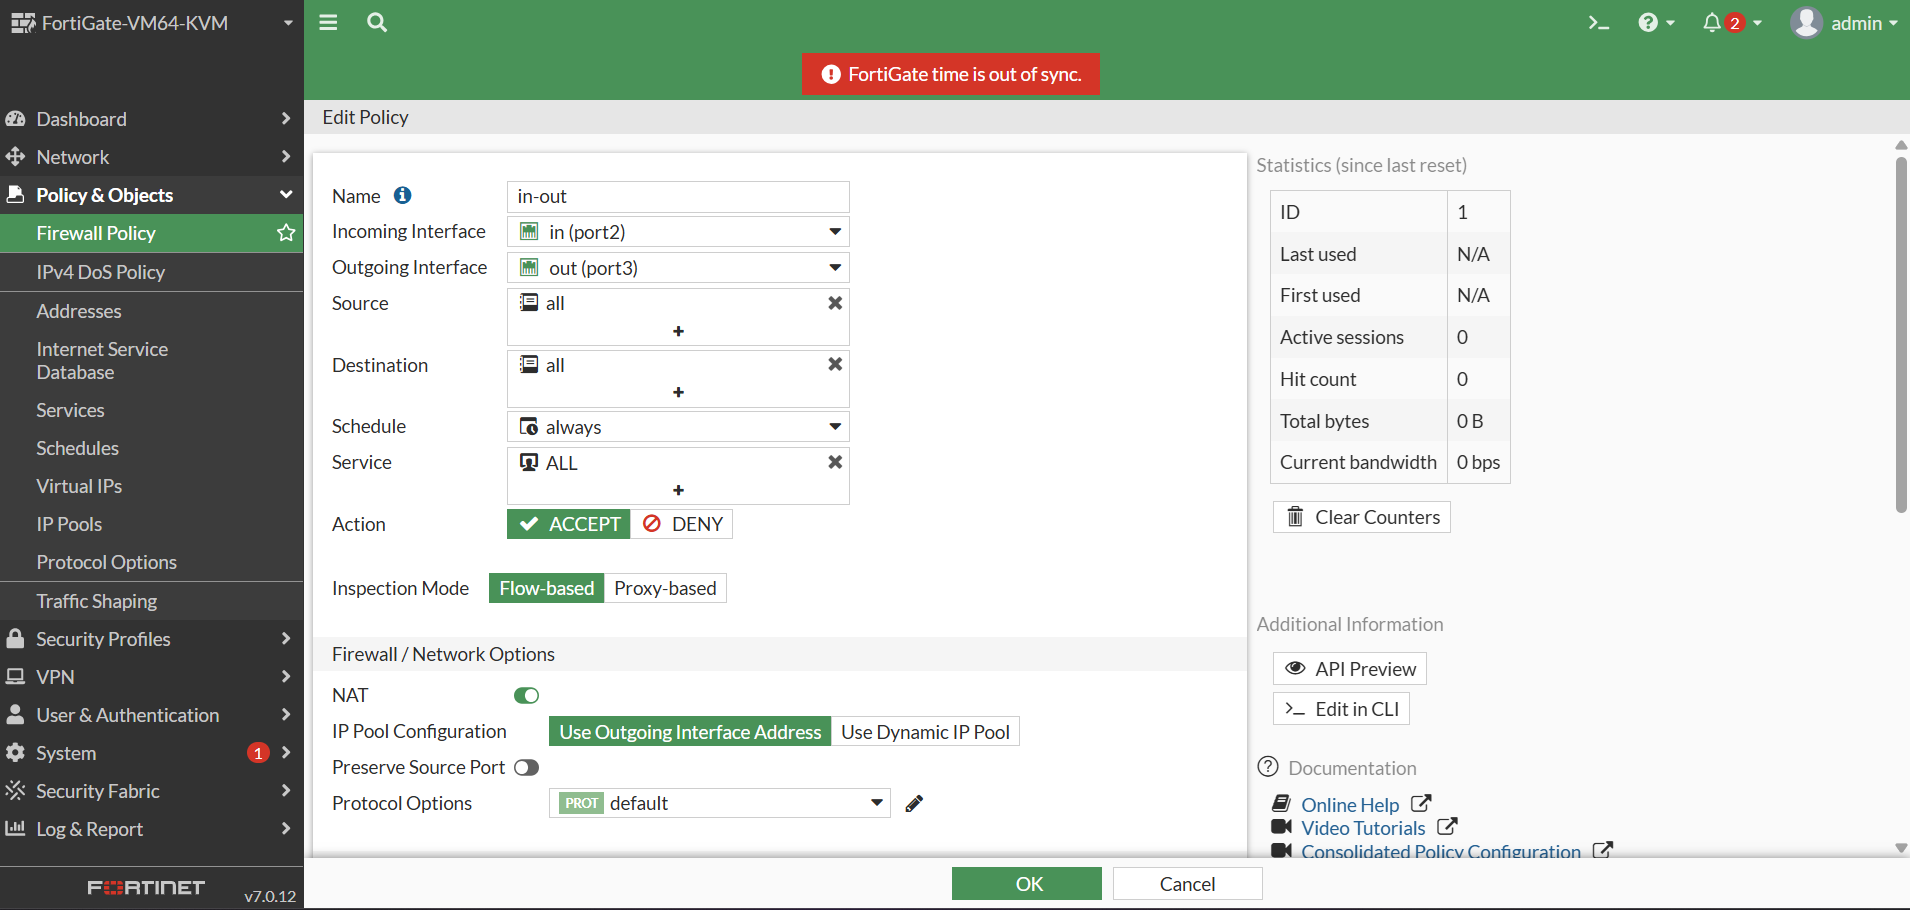 FortiGate-VM64-KVM
2
admin
FortiGate time is out of sync.
Dashboard
Network
Policy & Objects
Firewall Policy
IPv4 DoS Policy
Addresses
Internet Service
Database
Services
Schedules
Virtual IPs
IP Pools
Protocol Options
Traffic Shaping
Security Profiles
VPN
User & Authentication
System 1
Security Fabric
Log & Report
FORTINET v7.0.12
Edit Policy
Name in-out
Incoming Interface in (port2)
Outgoing Interface out (port3)
Source all
Destination all
Schedule always
Service ALL
Action ACCEPT DENY
Inspection Mode Flow-based Proxy-based
Firewall / Network Options
NAT
IP Pool Configuration Use Outgoing Interface Address Use Dynamic IP Pool
Preserve Source Port
Protocol Options PROT default
OK Cancel
Statistics (since last reset)
ID 1
Last used N/A
First used N/A
Active sessions 0
Hit count 0
Total bytes 0 B
Current bandwidth 0 bps
Clear Counters
Additional Information
API Preview
Edit in CLI
Documentation
Online Help
Video Tutorials
Consolidated Policy Configuration